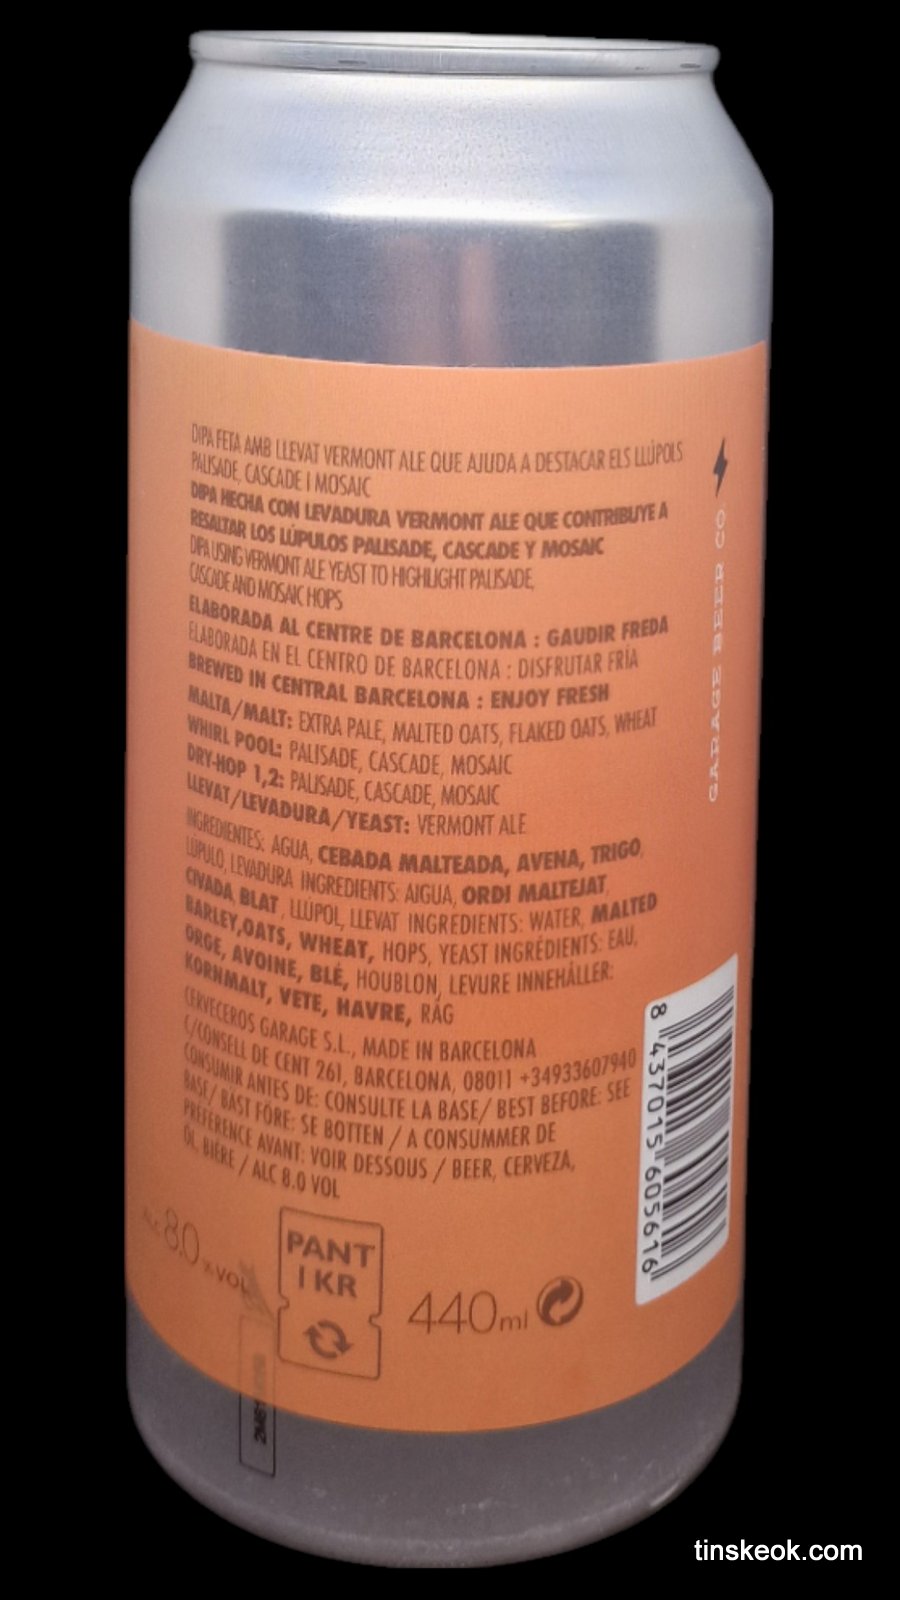 DIPA FETA AMB LLEVAT VERMONT ALE QUE AJUDA A DESTACAR ELS LLÚPOLS
PALISADE, CASCADE I MOSAIC
DIPA HECHA CON LEVADURA VERMONT ALE QUE CONTRIBUYE A
RESALTAR LOS LÚPULOS PALISADE, CASCADE Y MOSAIC
DIPA USING VERMONT ALE YEAST TO HIGHLIGHT PALISADE,
CASCADE AND MOSAIC HOPS
ELABORADA AL CENTRE DE BARCELONA : GAUDIR FREDA
ELABORADA EN EL CENTRO DE BARCELONA : DISFRUTAR FRÍA
BREWED IN CENTRAL BARCELONA : ENJOY FRESH
MALTA/MALT: EXTRA PALE, MALTED OATS, FLAKED OATS, WHEAT
WHIRL POOL: PALISADE, CASCADE, MOSAIC
DRY-HOP 1,2: PALISADE, CASCADE, MOSAIC
LLEVAT/LEVADURA/YEAST: VERMONT ALE
INGREDIENTES: AGUA, CEBADA MALTEADA, AVENA, TRIGO,
LÚPULO, LEVADURA INGREDIENTS: AIGUA, ORDI MALTEJAT,
CIVADA, BLAT, LLÚPOL, LLEVAT INGREDIENTS: WATER, MALTED
BARLEY,OATS, WHEAT, HOPS, YEAST INGRÉDIENTS: EAU,
ORGE, AVOINE, BLÉ, HOUBLON, LEVURE INNEHÅLLER:
KORNMALT, VETE, HAVRE, RÅG
CERVECEROS GARAGE S.L., MADE IN BARCELONA
C/CONSELL DE CENT 261, BARCELONA, 08011 +34933607940
CONSUMIR ANTES DE: CONSULTE LA BASE/ BEST BEFORE: SEE
BASE/ BÄST FÖRE: SE BOTTEN / A CONSUMMER DE
PREFERENCE AVANT: VOIR DESSOUS / BEER, CERVEZA,
ÖL, BIERE / ALC 8.0 VOL
ALC 8,0 % VOL
PANT
1 KR
440ml
GARAGE BEER CO
8 437015 605616
tinskeok.com